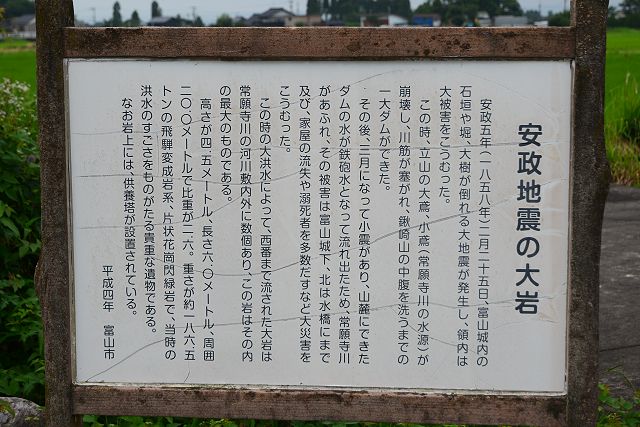 安政地震の大岩
安政五年(一八五八年)二月二十五日、富山城内の
石垣や堀、大樹が倒れる大地震が発生し、領内は
大被害をこうむった。
この時、立山の大鳶、小鳶(常願寺川の水源)が
崩壊し、川筋が塞がれ、鍬崎山の中腹を洗うまでの
一大ダムができた。
その後、三月になって小震があり、山麓にできた
ダムの水が鉄砲水となって流れ出たため、常願寺川
があふれ、その被害は富山城下、北は水橋にまで
及び、家屋の流失や溺死者を多数だすなど大災害を
こうむった。
この時の大洪水によって、西番まで流された大岩は
常願寺川の河川敷内外に数個あり、この岩はその内
の最大のものである。
高さが四.五メートル、長さ六.〇メートル、周囲
二〇.〇メートルで比重が二.六。重さが約一八六.五
トンの飛騨変成岩系、片状花崗閃緑岩で、当時の
洪水のすごさをものがたる貴重な遺物である。
なお岩上には、供養塔が設置されている。
平成四年 富山市